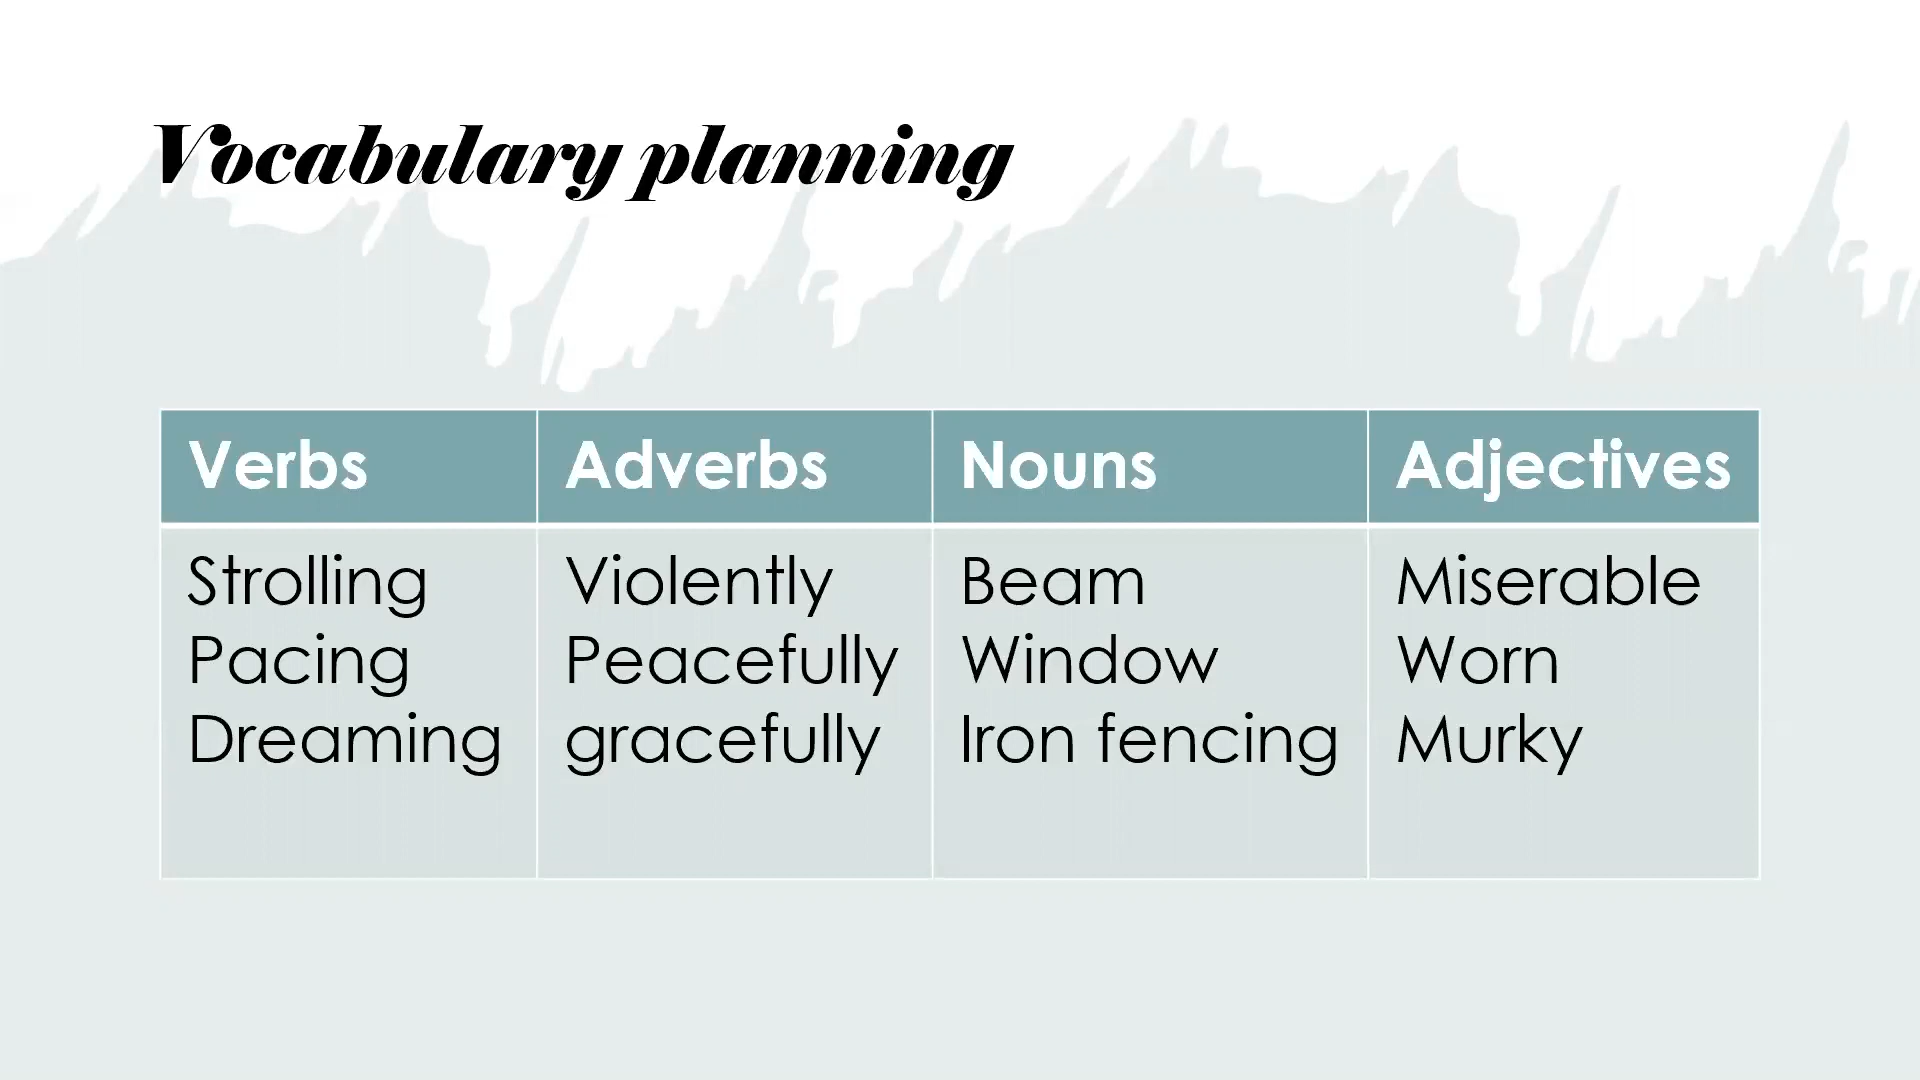 Vocabulary planning
Verbs Adverbs Nouns Adjectives
Strolling Violently Beam Miserable
Pacing Peacefully Window Worn
Dreaming gracefully Iron fencing Murky